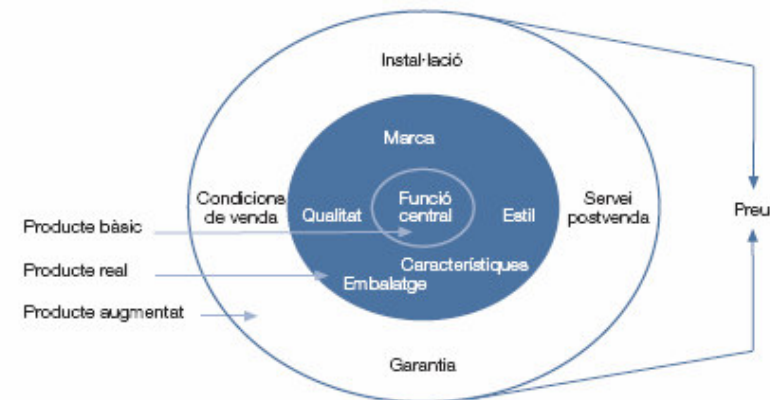 Instal·lació
Marca
Condicions
de venda
Qualitat
Funció
central
Estil
Servei
postvenda
Preu
Producte bàsic
Producte real
Característiques
Embalatge
Producte augmentat
Garantia